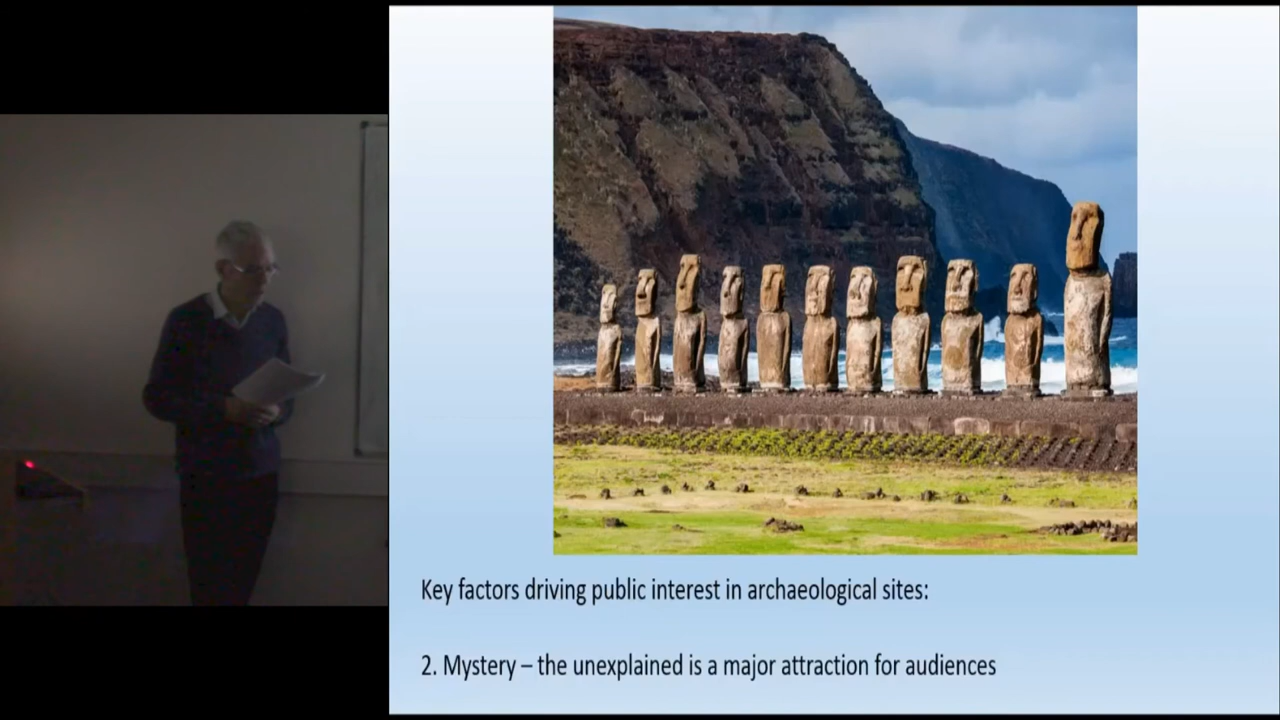 Key factors driving public interest in archaeological sites:
2. Mystery – the unexplained is a major attraction for audiences